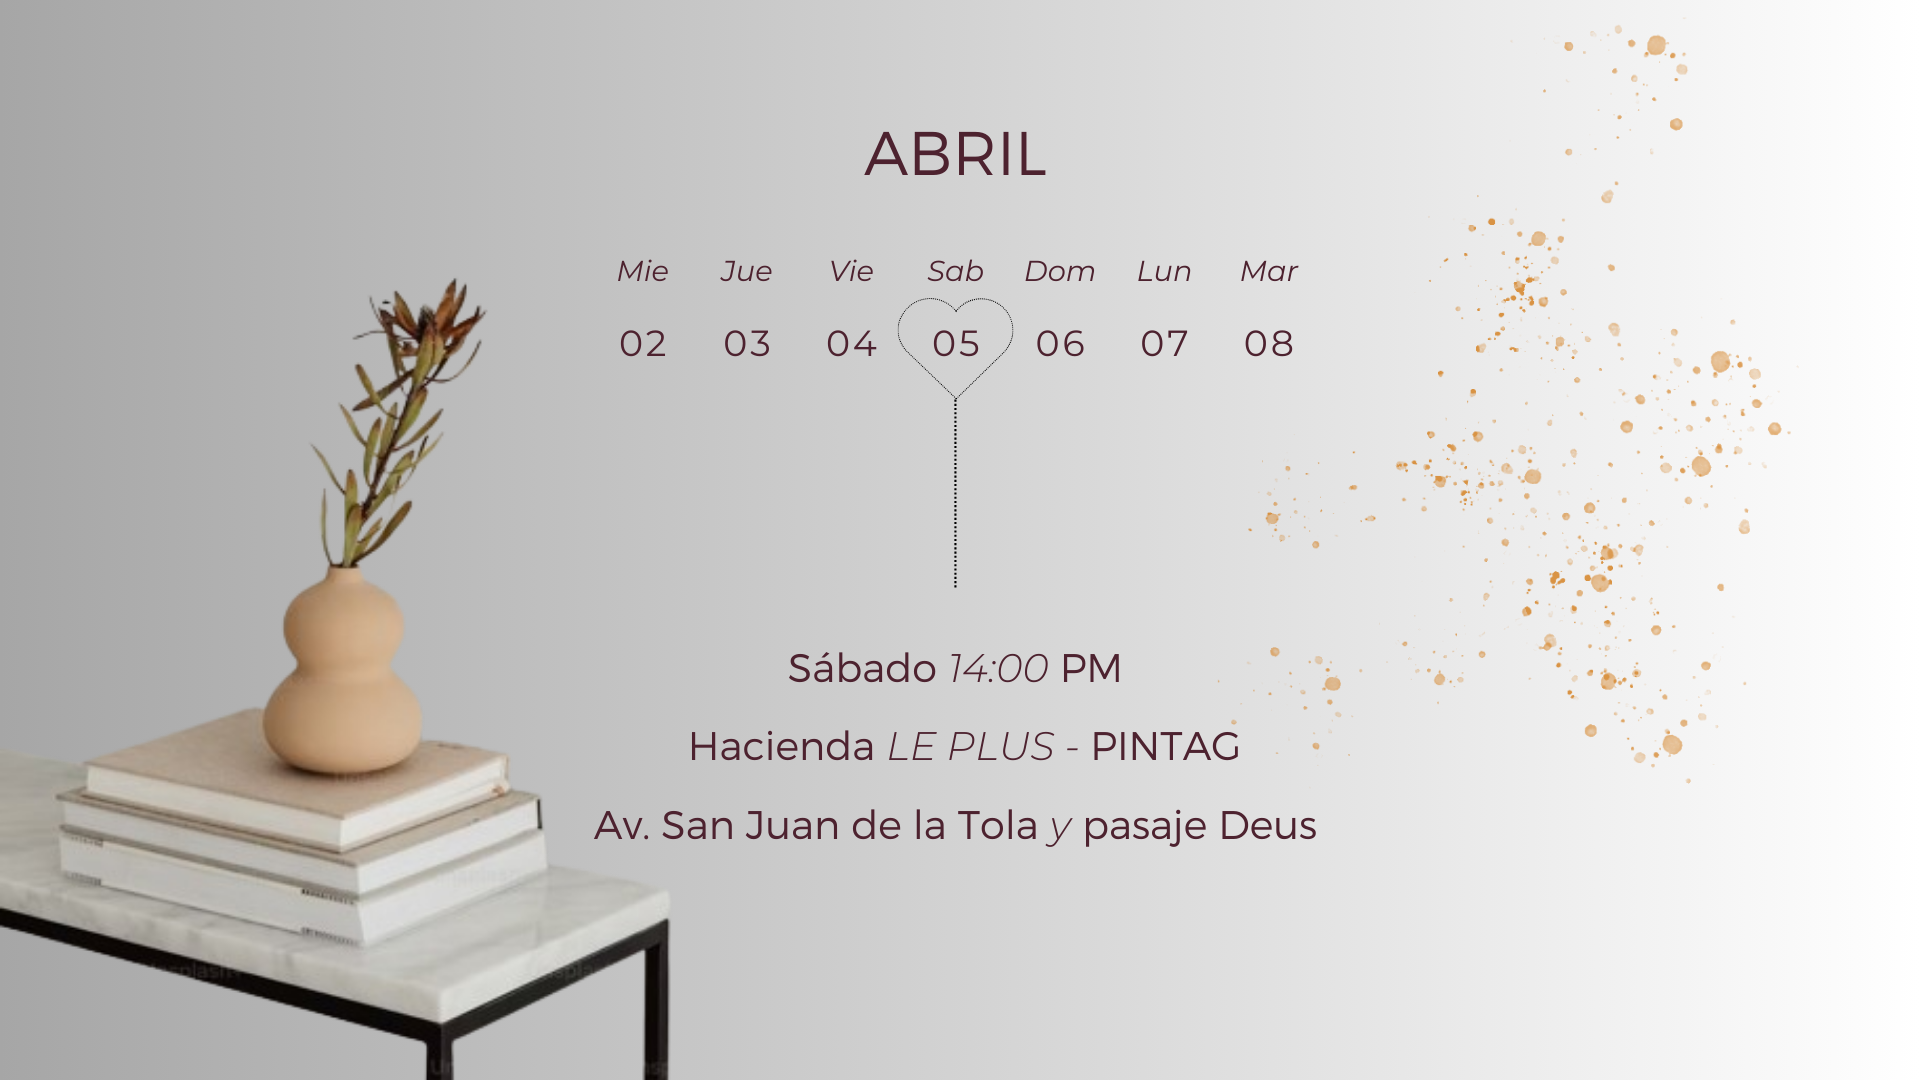 ABRIL
Mie Jue Vie Sab Dom Lun Mar
02 03 04 05 06 07 08
Sábado 14:00 PM
Hacienda LE PLUS - PINTAG
Av. San Juan de la Tola y pasaje Deus